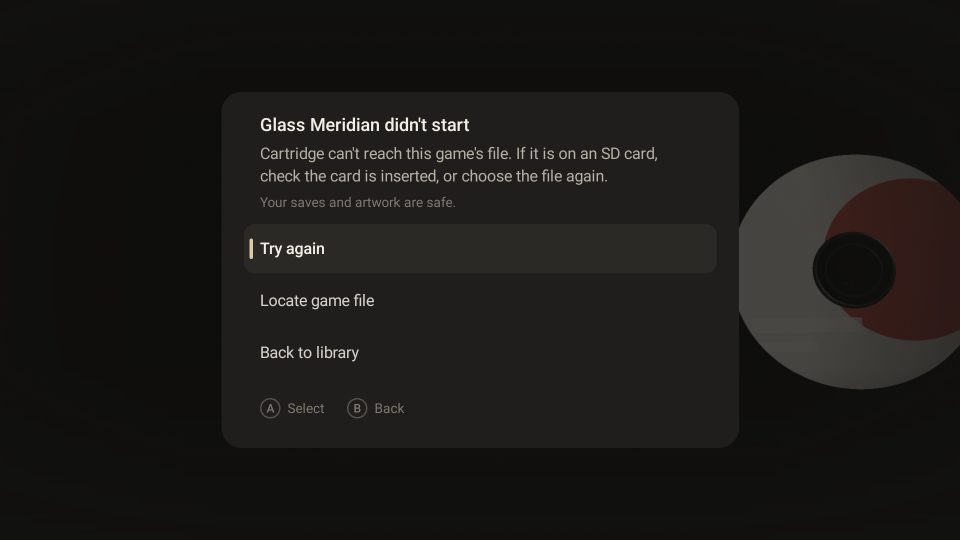 Glass Meridian didn't start
Cartridge can't reach this game's file. If it is on an SD card,
check the card is inserted, or choose the file again.
Your saves and artwork are safe.
Try again
Locate game file
Back to library
A Select B Back